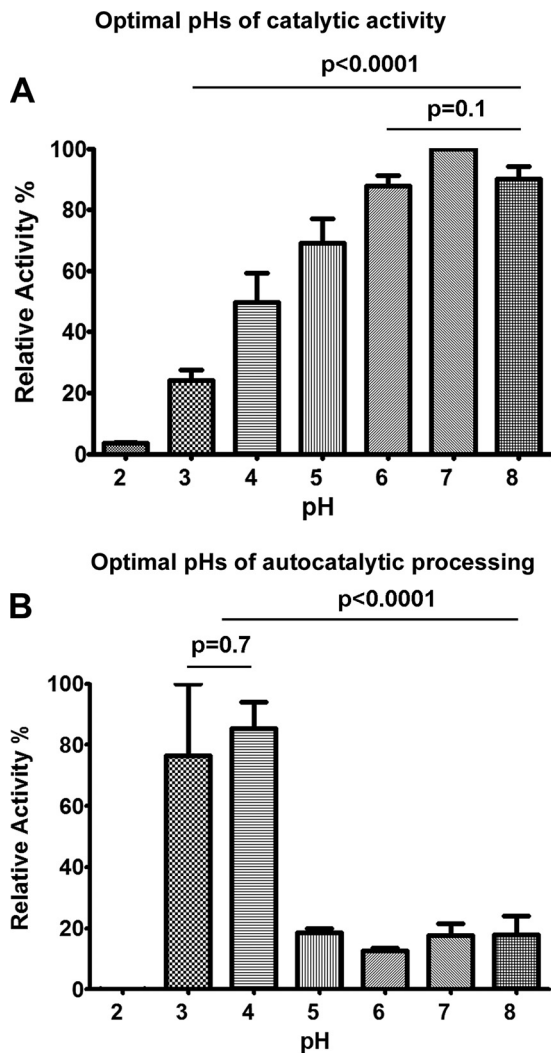 Optimal pHs of catalytic activity
p<0.0001
A
p=0.1
100
80
60
40
20
0
Relative Activity %
2 3 4 5 6 7 8
pH
Optimal pHs of autocatalytic processing
B
p<0.0001
p=0.7
100
80
60
40
20
0
Relative Activity %
2 3 4 5 6 7 8
pH